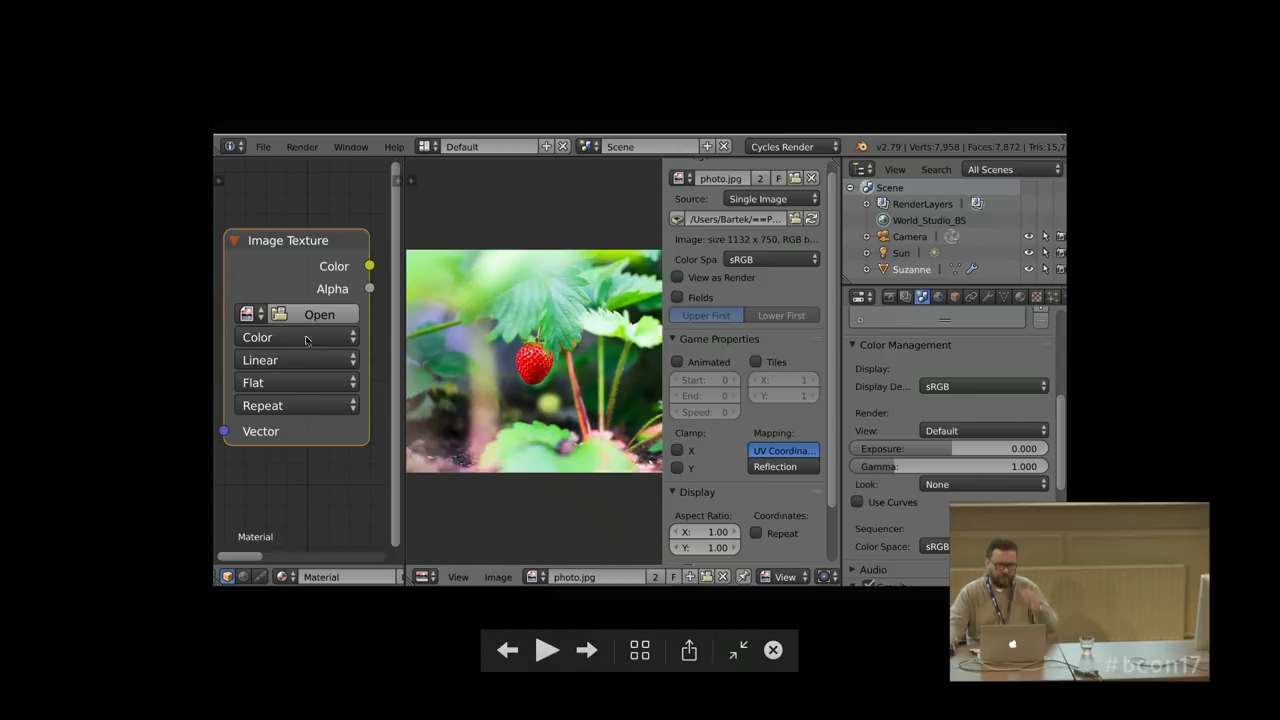 File Render Window Help Default Scene Cycles Render v2.79 | Verts:7,958 | Faces:7,872 | Tris:15,7
Image Texture
Color
Alpha
Open
Color
Linear
Flat
Repeat
Vector
Material
Material
photo.jpg 2 F
Source: Single Image
/Users/Bartek/==P...
Image: size 1132 x 750, RGB b...
Color Spa sRGB
View as Render
Fields
Upper First Lower First
Game Properties
Animated Tiles
Start: 0 X: 1
End: 0 Y: 1
Speed: 0
Clamp: Mapping:
X UV Coordina...
Y Reflection
Display
Aspect Ratio: Coordinates:
X: 1.00 Repeat
Y: 1.00
View Image photo.jpg 2 F View
View Search All Scenes
Scene
RenderLayers
World_Studio_BS
Camera
Sun
Suzanne
Color Management
Display:
Display De... sRGB
Render:
View: Default
Exposure: 0.000
Gamma: 1.000
Look: None
Use Curves
Sequencer:
Color Space: sRG
Audio
#bcon17